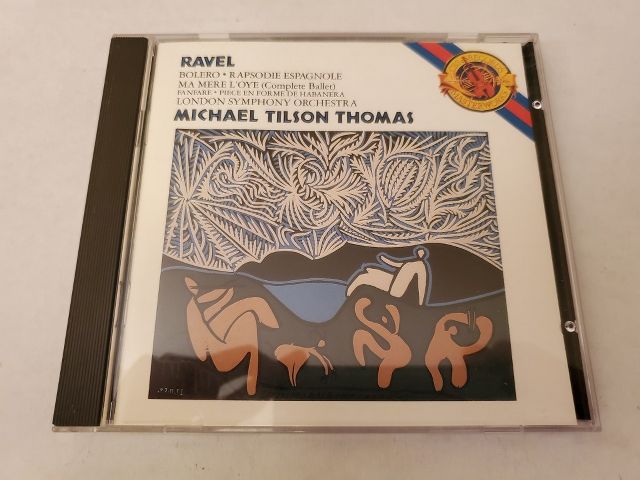 RAVEL
BOLERO • RAPSODIE ESPAGNOLE
MA MERE L'OYE (Complete Ballet)
FANFARE • PIECE EN FORME DE HABANERA
LONDON SYMPHONY ORCHESTRA
MICHAEL TILSON THOMAS
MASTERWORKS